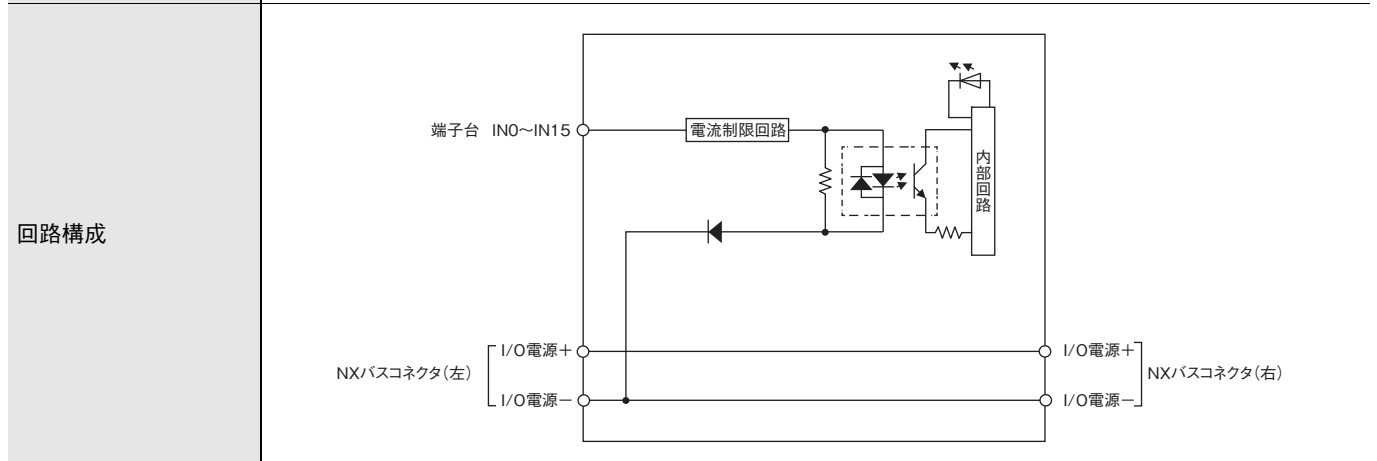 回路構成
端子台 IN0～IN15
電流制限回路
内部回路
NXバスコネクタ（左）
I/O電源＋
I/O電源－
I/O電源＋
I/O電源－
NXバスコネクタ（右）